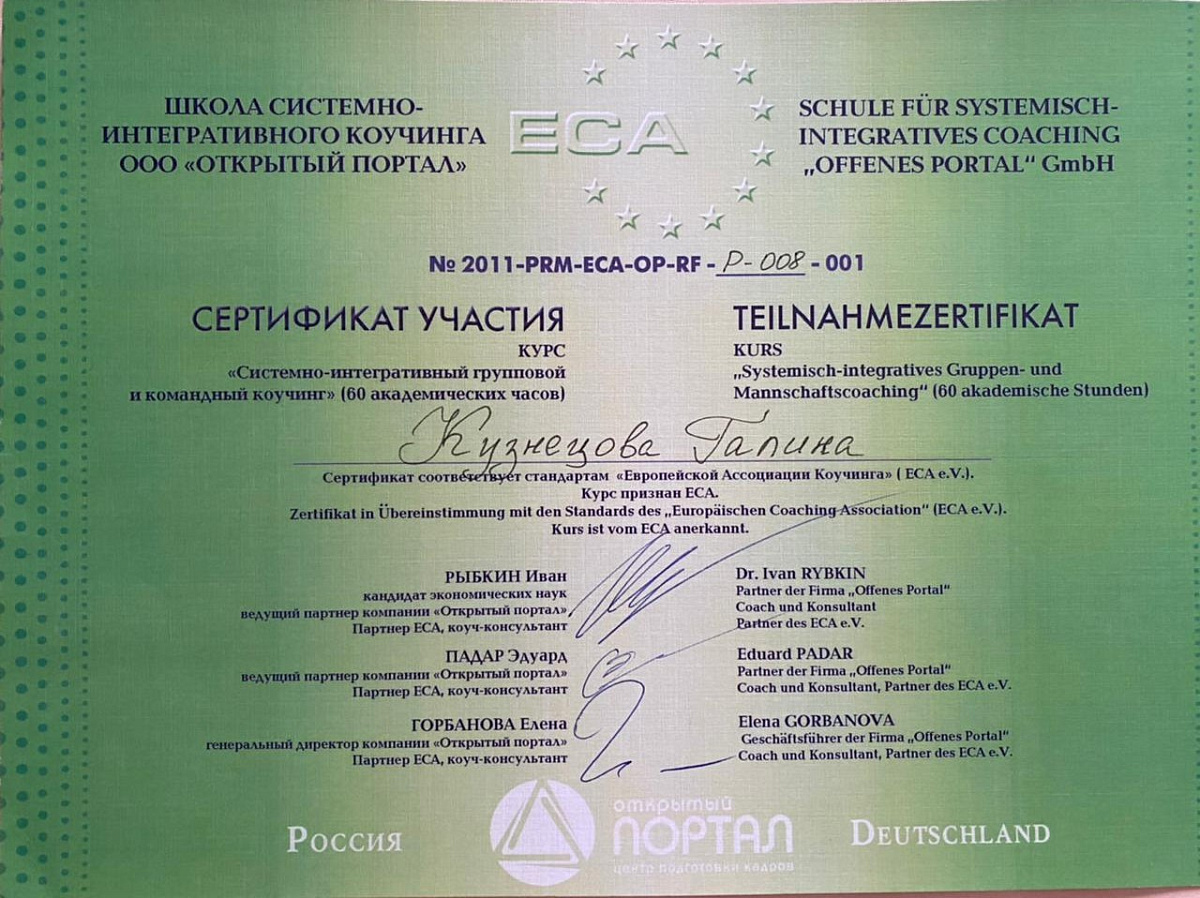 ШКОЛА СИСТЕМНО-
ИНТЕГРАТИВНОГО КОУЧИНГА
ООО «ОТКРЫТЫЙ ПОРТАЛ»
ECA
SCHULE FÜR SYSTEMISCH-
INTEGRATIVES COACHING
„OFFENES PORTAL“ GmbH
№ 2011-PRM-ECA-OP-RF - P-008 - 001
СЕРТИФИКАТ УЧАСТИЯ
КУРС
«Системно-интегративный групповой
и командный коучинг» (60 академических часов)
TEILNAHMEZERTIFIKAT
KURS
„Systemisch-integratives Gruppen- und
Mannschaftscoaching“ (60 akademische Stunden)
Кузнецова Галина
Сертификат соответствует стандартам «Европейской Ассоциации Коучинга» ( ECA e.V.).
Курс признан ECA.
Zertifikat in Übereinstimmung mit den Standards des „Europäischen Coaching Association“ (ECA e.V.).
Kurs ist vom ECA anerkannt.
РЫБКИН Иван
кандидат экономических наук
ведущий партнер компании «Открытый портал»
Партнер ECA, коуч-консультант
Dr. Ivan RYBKIN
Partner der Firma „Offenes Portal“
Coach und Konsultant
Partner des ECA e.V.
ПАДАР Эдуард
ведущий партнер компании «Открытый портал»
Партнер ECA, коуч-консультант
Eduard PADAR
Partner der Firma „Offenes Portal“
Coach und Konsultant, Partner des ECA e.V.
ГОРБАНОВА Елена
генеральный директор компании «Открытый портал»
Партнер ECA, коуч-консультант
Elena GORBANOVA
Geschäftsführer der Firma „Offenes Portal“
Coach und Konsultant, Partner des ECA e.V.
Россия
открытый
ПОРТАЛ
центр подготовки кадров
Deutschland